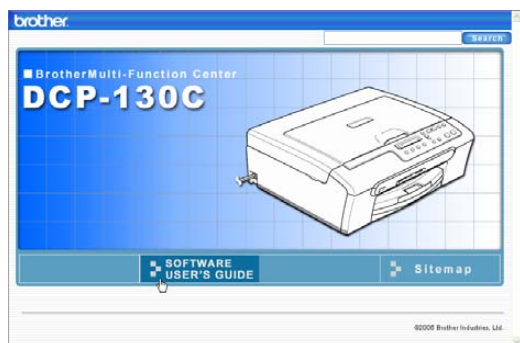 brother
Search
BrotherMulti-Function Center
DCP-130C
SOFTWARE
USER'S GUIDE
Sitemap
©2006 Brother Industries, Ltd.